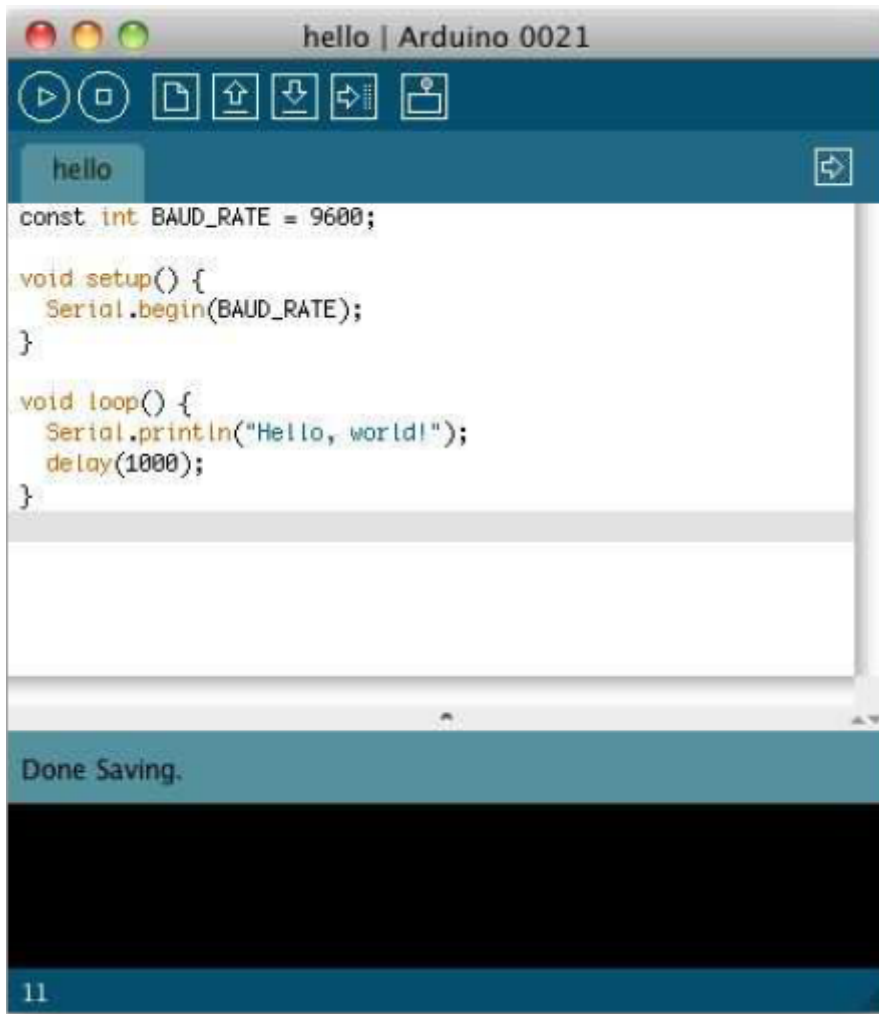 hello | Arduino 0021
hello
const int BAUD_RATE = 9600;
void setup() {
  Serial.begin(BAUD_RATE);
}
void loop() {
  Serial.println("Hello, world!");
  delay(1000);
}
Done Saving.
11